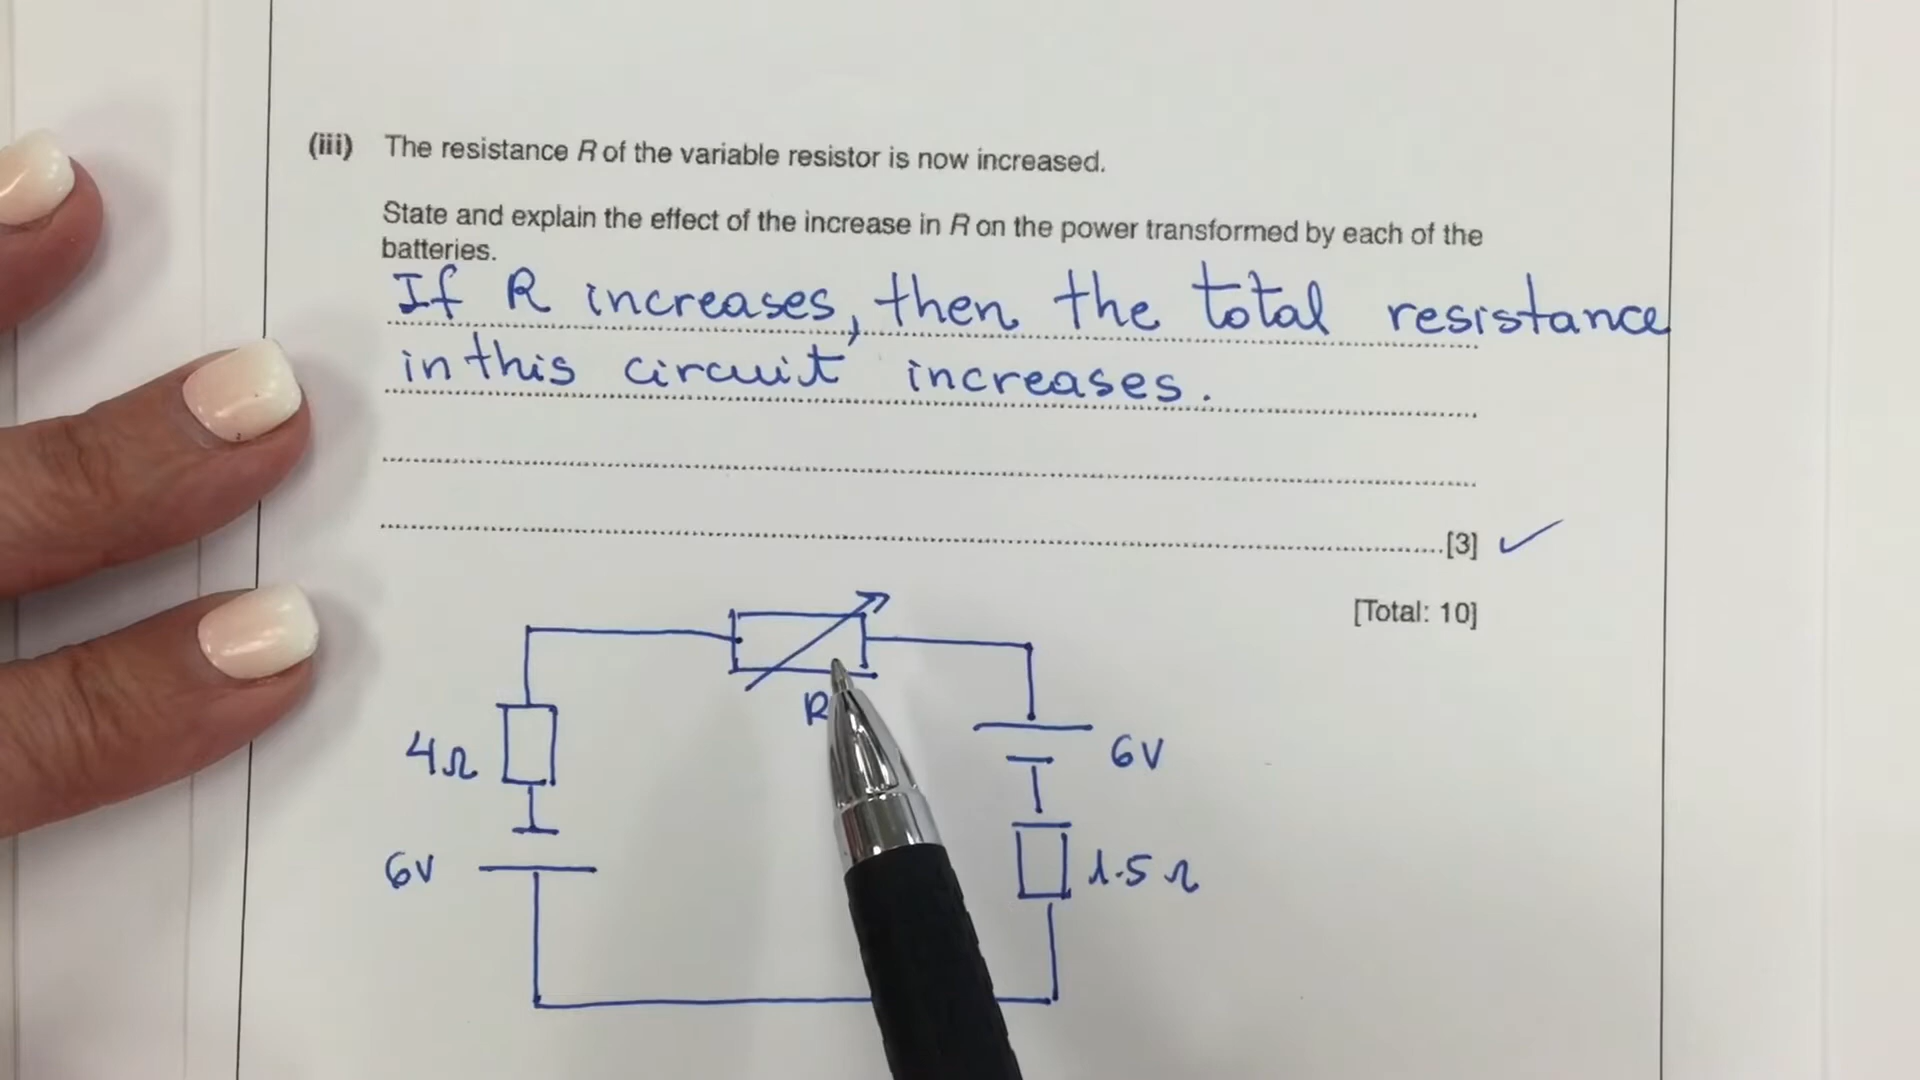 (iii) The resistance R of the variable resistor is now increased.
State and explain the effect of the increase in R on the power transformed by each of the
batteries.
If R increases, then the total resistance
in this circuit increases.
[3]
[Total: 10]
R
4Ω
6V
6V
1.5 Ω